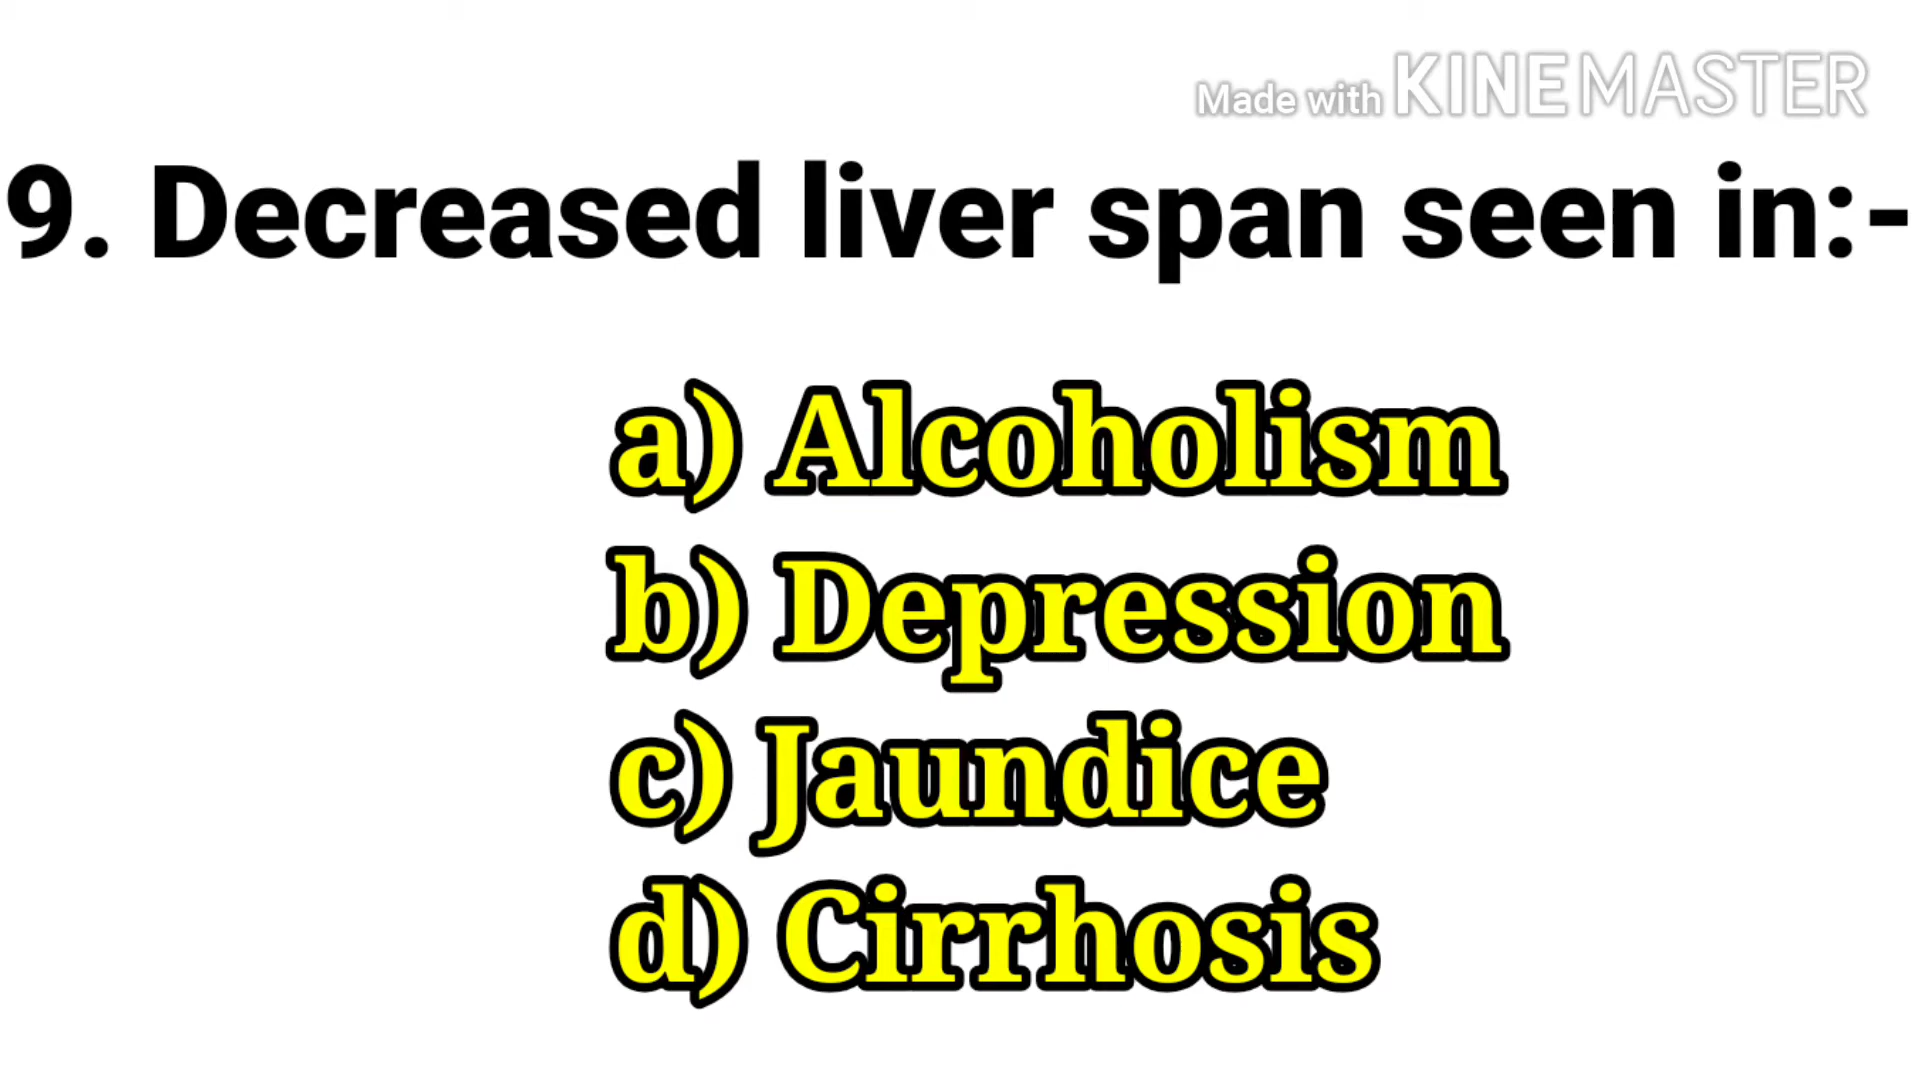 Made with KINEMASTER
9. Decreased liver span seen in:-
a) Alcoholism
b) Depression
c) Jaundice
d) Cirrhosis